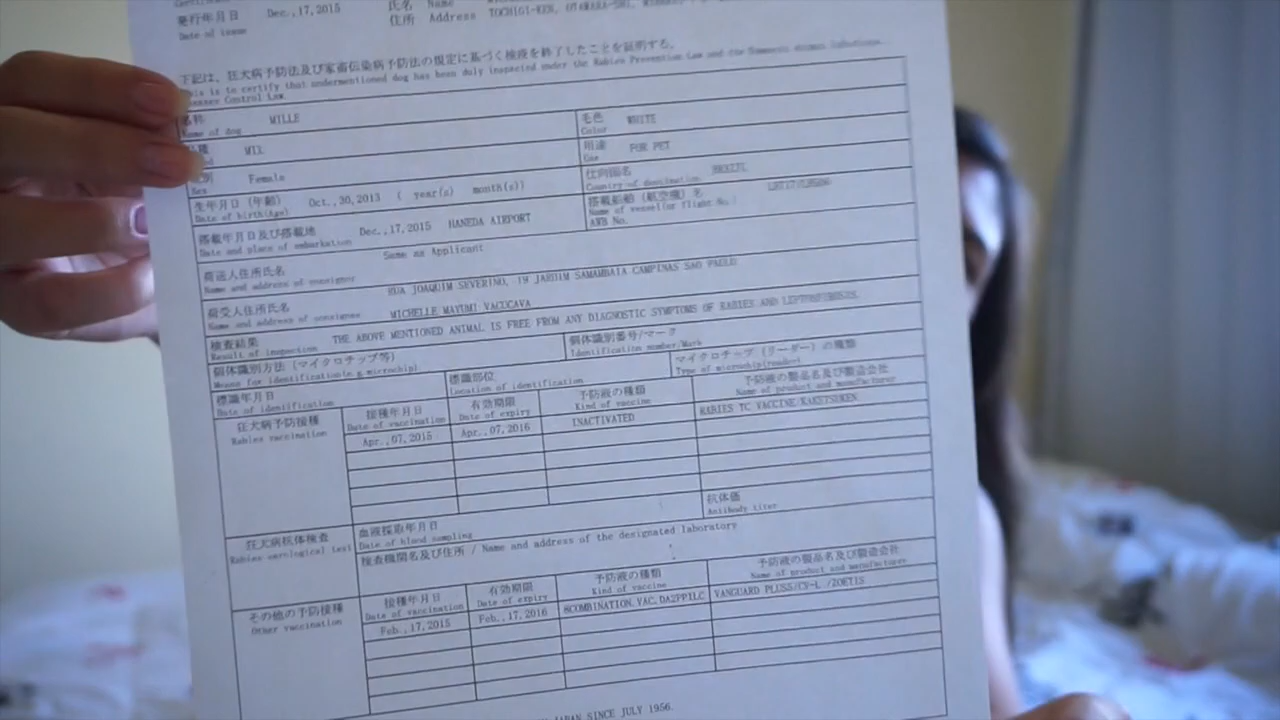 発行年月日 Dec.,17,2015 氏名 Name
Date of issue 住所 Address TOCHIGI-KEN,
下記は、狂犬病予防法及び家畜伝染病予防法の規定に基づく検疫を終了したことを証明する。
This is to certify that undermentioned dog has been duly inspected under the Rabies Prevention Law and the Domestic Animal Infectious
Diseases Control Law
名称 MILLE 毛色 WHITE
Name of dog Color
種 MIX 用途 FOR PET
Use
別 Female 仕向国名 BRAZIL
Sex Country of destination
生年月日 (年齢) Oct.,30,2013 ( year(s) month(s)) 搭載船舶 (航空機) 名
Date of birth(Age) Name of vessel(or flight No.)
AWB No.
搭載年月日及び搭載地 Dec.,17,2015 HANEDA AIRPORT
Date and place of embarkation
荷送人住所氏名 Same as Applicant
Name and address of consignor
荷受人住所氏名 RUA JOAQUIM SEVERINO, 19 JARDIM SAMAMBAIA CAMPINAS SAO PAULO
Name and address of consignee MICHELLE MAYUMI
検査結果 THE ABOVE MENTIONED ANIMAL IS FREE FROM ANY DIAGNOSTIC SYMPTOMS OF RABIES AND LEPTOSPIROSIS.
Result of inspection
個体識別方法 (マイクロチップ等) 個体識別番号/マーク
Means for identification(e.g.microchip) Identification number/Mark
標識年月日 標識部位 マイクロチップ (リーダー) の種類
Date of identification Location of identification Type of microchip(reader)
狂犬病予防接種 接種年月日 有効期限 予防液の種類 予防液の製品名及び製造会社
Rabies vaccination Date of vaccination Date of expiry Kind of vaccine Name of product and manufacturer
Apr.,07,2015 Apr.,07,2016 INACTIVATED RABIES TC VACCINE/KAKETSUKEN
狂犬病抗体検査 血液採取年月日 抗体価
Rabies serological test Date of blood sampling Antibody titer
検査機関名及び住所 / Name and address of the designated laboratory
その他の予防接種 接種年月日 有効期限 予防液の種類 予防液の製品名及び製造会社
Other vaccination Date of vaccination Date of expiry Kind of vaccine Name of product and manufacturer
Feb.,17,2015 Feb.,17,2016 8COMBINATION.VAC.DA2PPILC VANGUARD PLUS5/CV-L /ZOETIS
JAPAN SINCE JULY 1956.